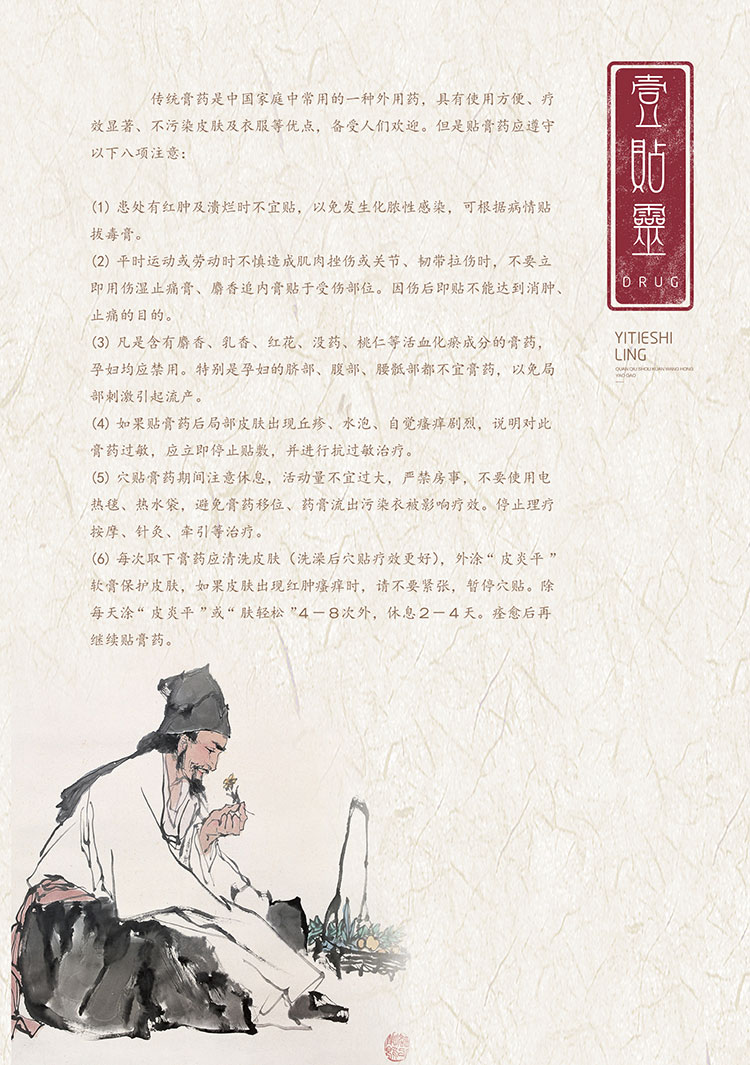 传统膏药是中国家庭中常用的一种外用药，具有使用方便、疗
效显著、不污染皮肤及衣服等优点，备受人们欢迎。但是贴膏药应遵守
以下八项注意：
(1) 患处有红肿及溃烂时不宜贴，以免发生化脓性感染，可根据病情贴
拔毒膏。
(2) 平时运动或劳动时不慎造成肌肉挫伤或关节、韧带拉伤时，不要立
即用伤湿止痛膏、麝香追内膏贴于受伤部位。因伤后即贴不能达到消肿、
止痛的目的。
(3) 凡是含有麝香、乳香、红花、没药、桃仁等活血化瘀成分的膏药，
孕妇均应禁用。特别是孕妇的脐部、腹部、腰骶部都不宜膏药，以免局
部刺激引起流产。
(4) 如果贴膏药后局部皮肤出现丘疹、水泡、自觉瘙痒剧烈，说明对此
膏药过敏，应立即停止贴敷，并进行抗过敏治疗。
(5) 穴贴膏药期间注意休息，活动量不宜过大，严禁房事，不要使用电
热毯、热水袋，避免膏药移位、药膏流出污染衣被影响疗效。停止理疗
按摩、针灸、牵引等治疗。
(6) 每次取下膏药应清洗皮肤（洗澡后穴贴疗效更好），外涂“皮炎平”
软膏保护皮肤，如果皮肤出现红肿瘙痒时，请不要紧张，暂停穴贴。除
每天涂“皮炎平”或“肤轻松”4－8次外，休息2－4天。痊愈后再
继续贴膏药。
壹貼靈
DRUG
YITIESHI
LING